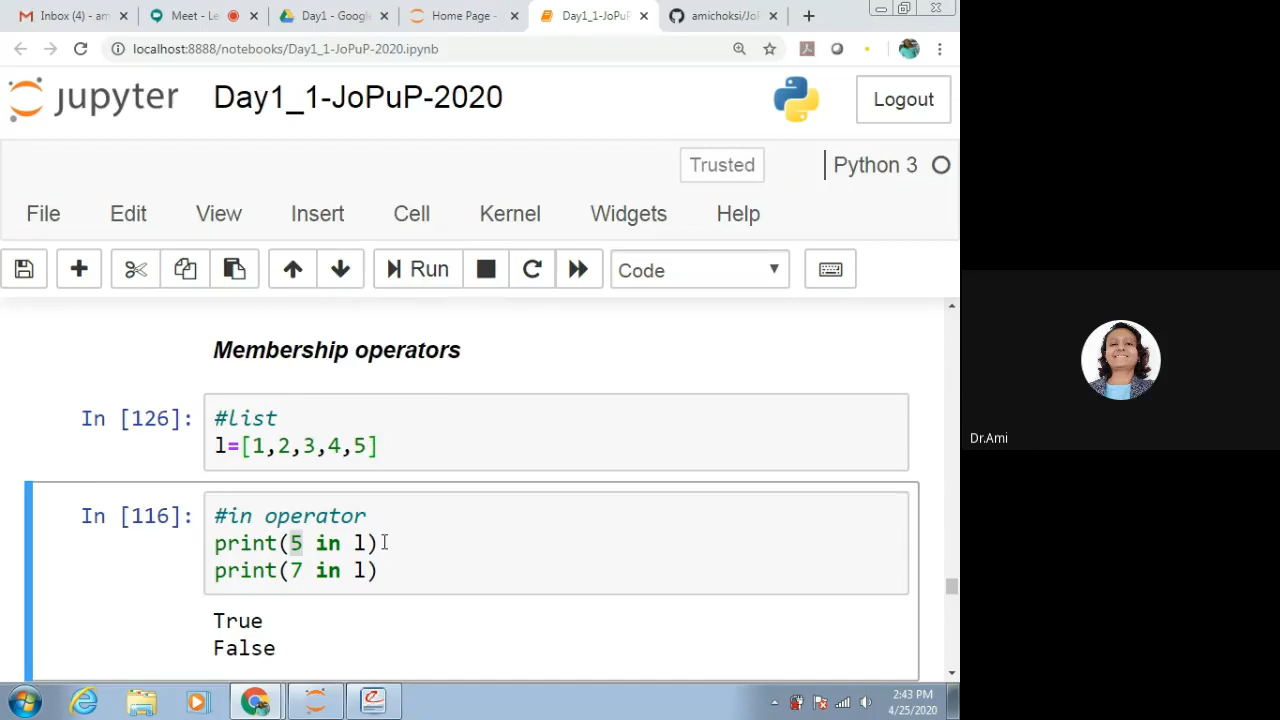 Inbox (4) - am
Meet - Le
Day1 - Google
Home Page -
Day1_1-JoPuP
amichoksi/Jo
localhost:8888/notebooks/Day1_1-JoPuP-2020.ipynb
jupyter
Day1_1-JoPuP-2020
Logout
Trusted
Python 3
File Edit View Insert Cell Kernel Widgets Help
Run
Code
Membership operators
In [126]:
#list
l=[1,2,3,4,5]
In [116]:
#in operator
print(5 in l)
print(7 in l)
True
False
Dr.Ami
2:43 PM
4/25/2020